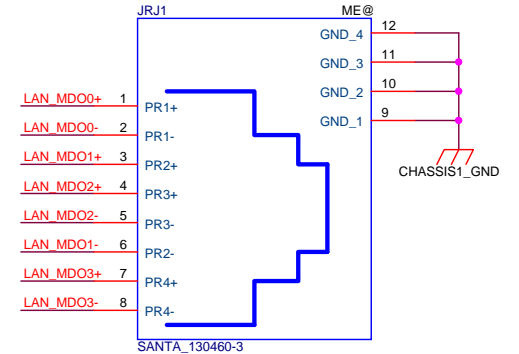 JRJ1 ME@
GND_4 12
GND_3 11
GND_2 10
GND_1 9
CHASSIS1_GND
LAN_MDO0+ 1 PR1+
LAN_MDO0- 2 PR1-
LAN_MDO1+ 3 PR2+
LAN_MDO2+ 4 PR3+
LAN_MDO2- 5 PR3-
LAN_MDO1- 6 PR2-
LAN_MDO3+ 7 PR4+
LAN_MDO3- 8 PR4-
SANTA_130460-3